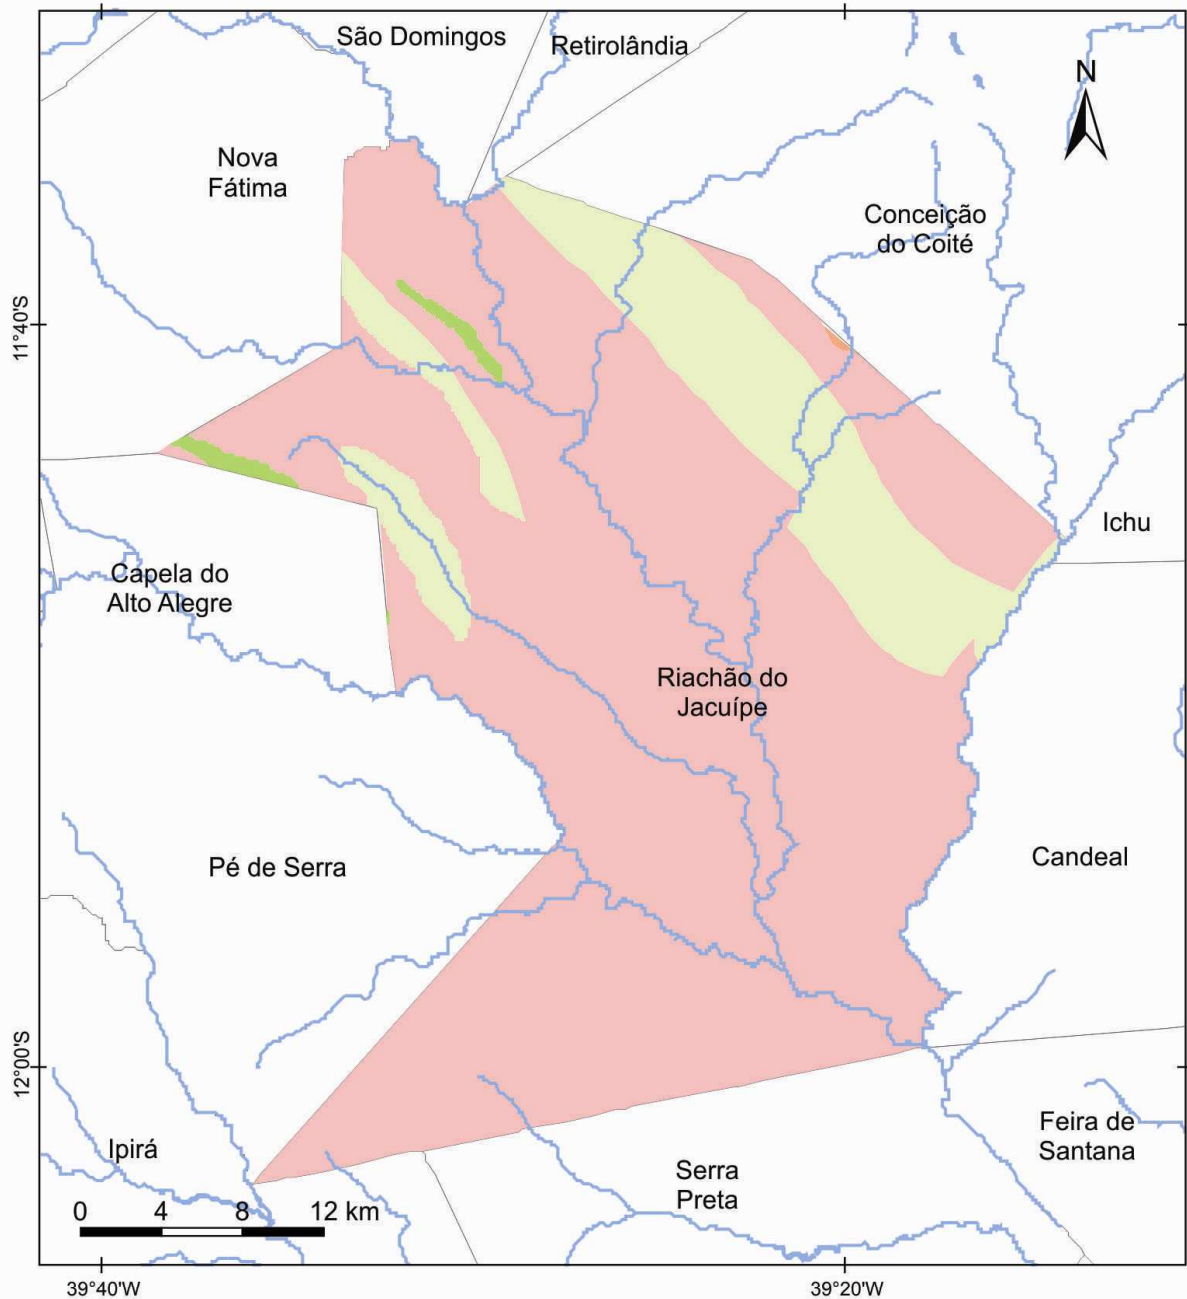 São Domingos
Retirolândia
N
Nova
Fátima
Conceição
do Coité
11°40'S
Ichu
Capela do
Alto Alegre
Riachão do
Jacuípe
Pé de Serra
Candeal
12°00'S
Ipirá
Feira de
Santana
Serra
Preta
0 4 8 12 km
39°40'W
39°20'W